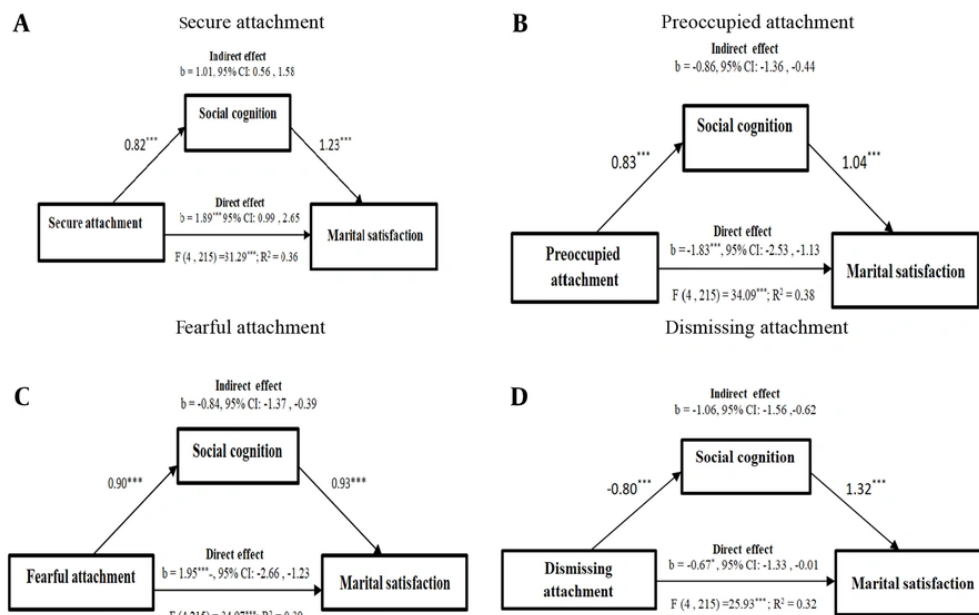 A
Secure attachment
Indirect effect
b = 1.01, 95% CI: 0.56 , 1.58
Social cognition
0.82***
1.23***
Secure attachment
Direct effect
b = 1.89*** 95% CI: 0.99 , 2.65
F (4 , 215) =31.29***; R² = 0.36
Marital satisfaction
B
Preoccupied attachment
Indirect effect
b = -0.86, 95% CI: -1.36 , -0.44
Social cognition
0.83***
1.04***
Preoccupied
attachment
Direct effect
b = -1.83***, 95% CI: -2.53 , -1.13
F (4 , 215) = 34.09***; R² = 0.38
Marital satisfaction
C
Fearful attachment
Indirect effect
b = -0.84, 95% CI: -1.37 , -0.39
Social cognition
0.90***
0.93***
Fearful attachment
Direct effect
b = 1.95***-, 95% CI: -2.66 , -1.23
Marital satisfaction
D
Dismissing attachment
Indirect effect
b = -1.06, 95% CI: -1.56 ,-0.62
Social cognition
-0.80***
1.32***
Dismissing
attachment
Direct effect
b = -0.67*, 95% CI: -1.33 , -0.01
F (4 , 215) =25.93***; R² = 0.32
Marital satisfaction